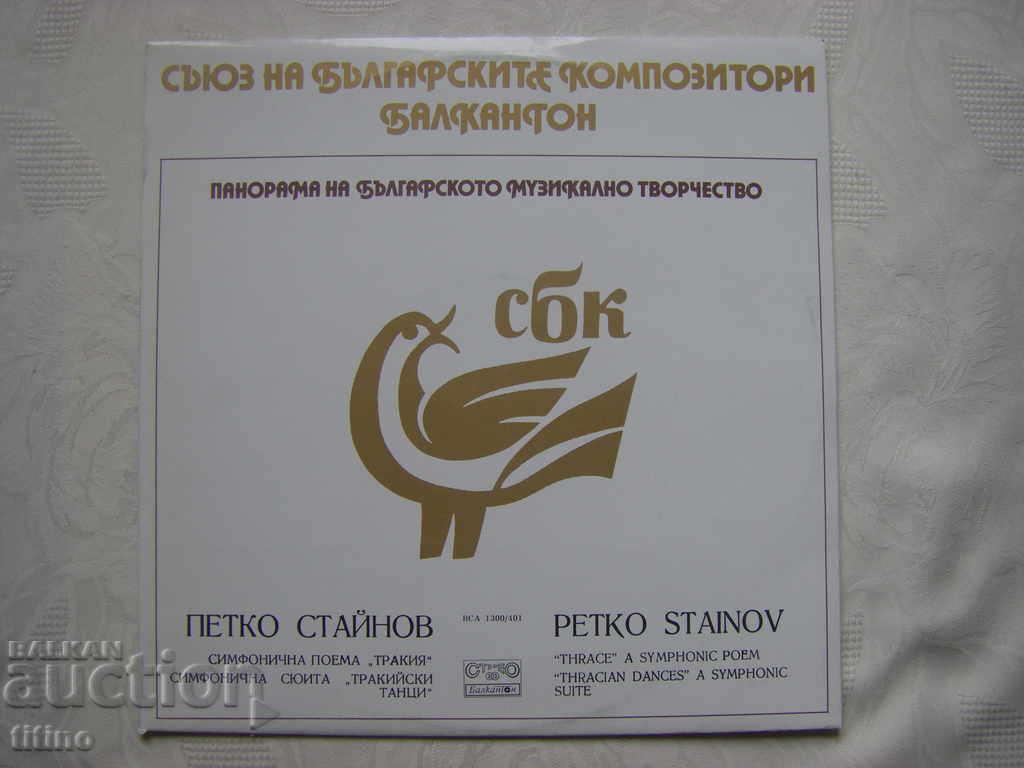 СЪЮЗ НА БЪЛГАРСКИТЕ КОМПОЗИТОРИ
БАЛКАНТОН
ПАНОРАМА НА БЪЛГАРСКОТО МУЗИКАЛНО ТВОРЧЕСТВО
сбк
ПЕТКО СТАЙНОВ
СИМФОНИЧНА ПОЕМА „ТРАКИЯ“
СИМФОНИЧНА СЮИТА „ТРАКИЙСКИ
ТАНЦИ“
ВСА 1300/401
СТЕРЕО
Балкантон
PETKO STAINOV
“THRACE” A SYMPHONIC POEM
“THRACIAN DANCES” A SYMPHONIC
SUITE
BALKAN
auction
titino